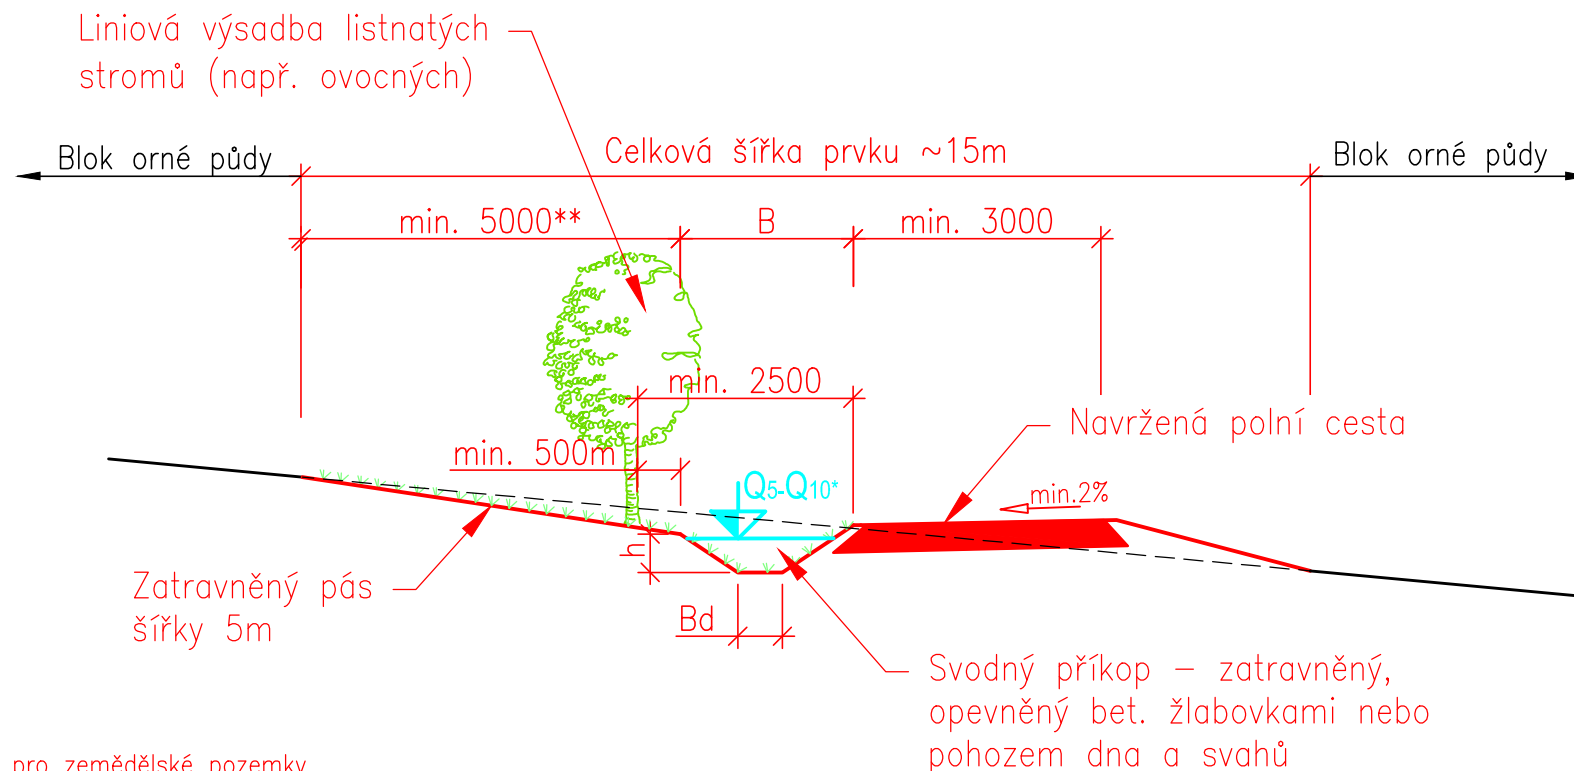 Liniová výsadba listnatých
stromů (např. ovocných)
Blok orné půdy
Celková šířka prvku ~15m
Blok orné půdy
min. 5000**
B
min. 3000
min. 2500
Navržená polní cesta
min. 500m
Q5-Q10*
min.2%
h
Zatravněný pás
šířky 5m
Bd
Svodný příkop – zatravněný,
opevněný bet. žlabovkami nebo
pohozem dna a svahů
pro zemědělské pozemky